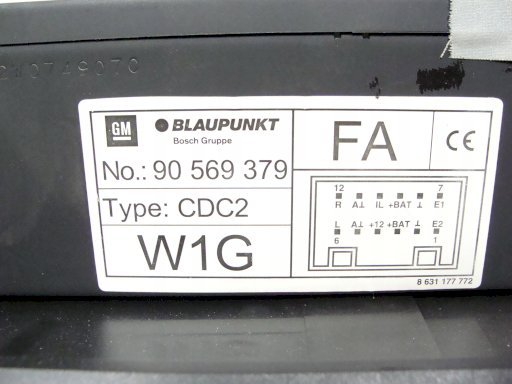 210749070
GM
BLAUPUNKT
Bosch Gruppe
FA
CE
No.: 90 569 379
Type: CDC2
W1G
12 7
R A⊥ IL +BAT ⊥ E1
L A⊥ +12 +BAT ⊥ E2
6 1
8 631 177 772